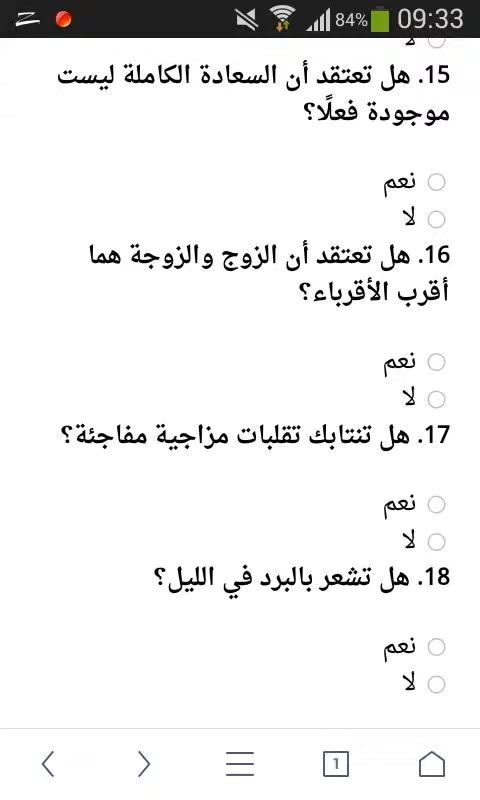 84% 09:33
لا
15. هل تعتقد أن السعادة الكاملة ليست
موجودة فعلًا؟
نعم
لا
16. هل تعتقد أن الزوج والزوجة هما
أقرب الأقرباء؟
نعم
لا
17. هل تنتابك تقلبات مزاجية مفاجئة؟
نعم
لا
18. هل تشعر بالبرد في الليل؟
نعم
لا
1